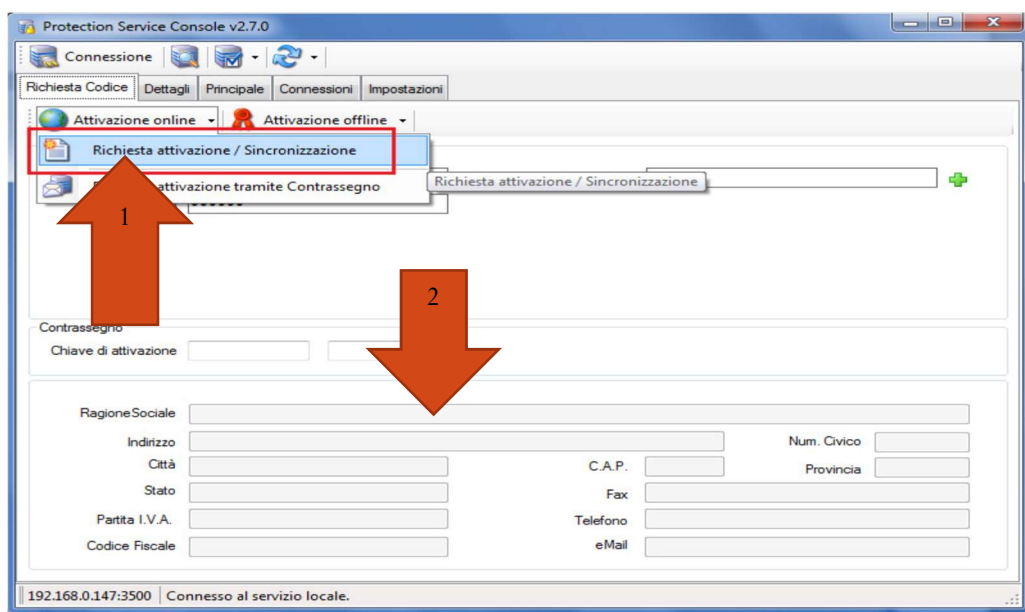 Protection Service Console v2.7.0
Connessione
Richiesta Codice Dettagli Principale Connessioni Impostazioni
Attivazione online Attivazione offline
Richiesta attivazione / Sincronizzazione
attivazione tramite Contrassegno
Richiesta attivazione / Sincronizzazione
1
2
Contrassegno
Chiave di attivazione
RagioneSociale
Indirizzo Num. Civico
Città C.A.P. Provincia
Stato Fax
Partita I.V.A. Telefono
Codice Fiscale eMail
192.168.0.147:3500 Connesso al servizio locale.